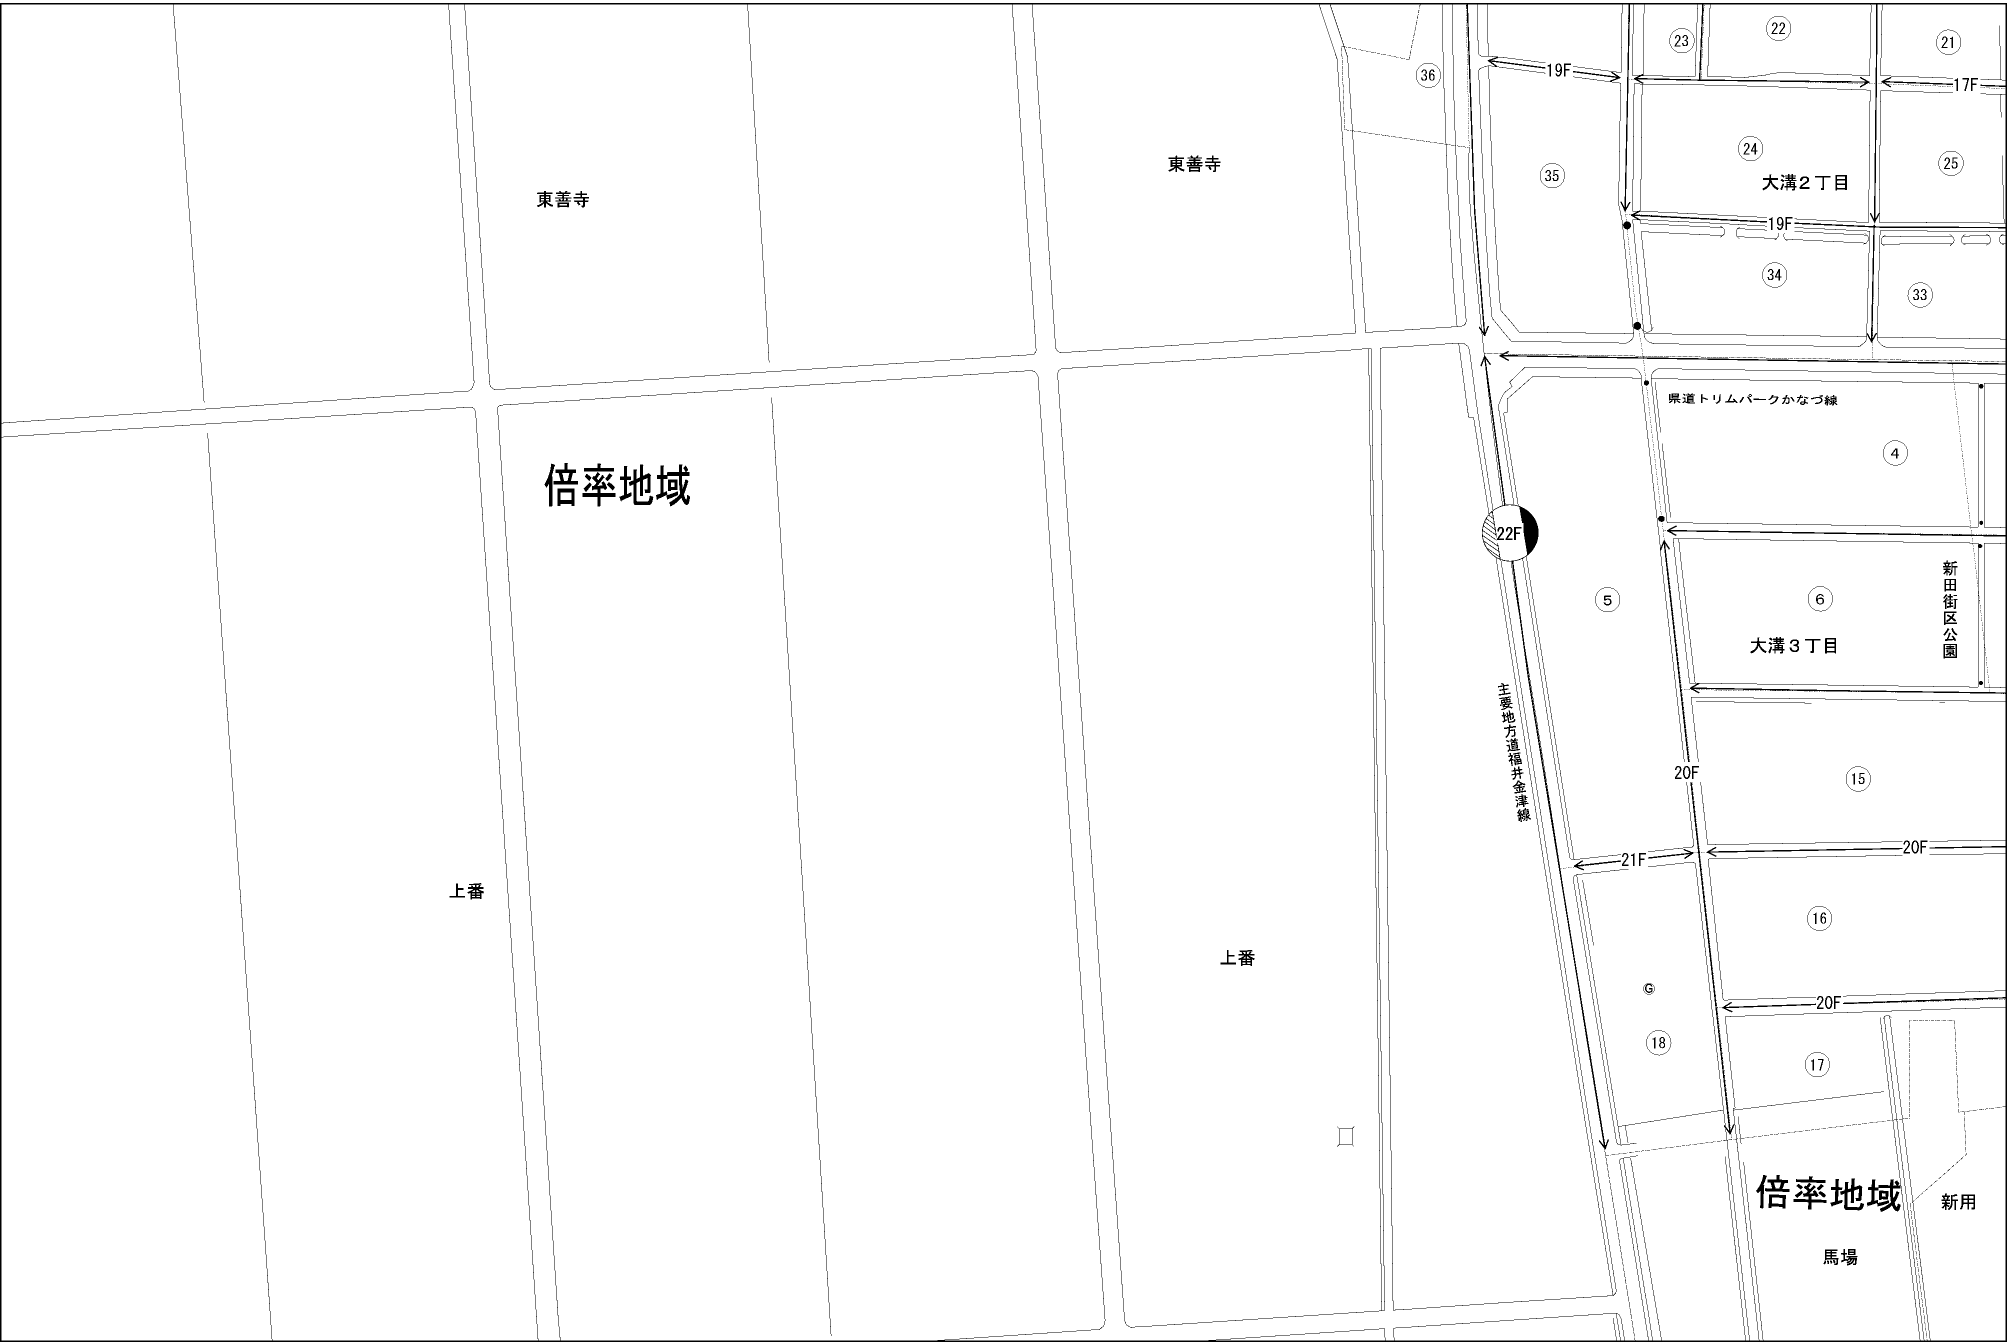 23
22
21
36
19F
17F
24
大溝２丁目
25
35
東善寺
東善寺
19F
34
33
県道トリムパークかなづ線
4
倍率地域
22F
新田街区公園
5
6
大溝３丁目
主要地方道福井金津線
20F
15
21F
20F
上番
16
上番
G
20F
18
17
倍率地域
新用
馬場